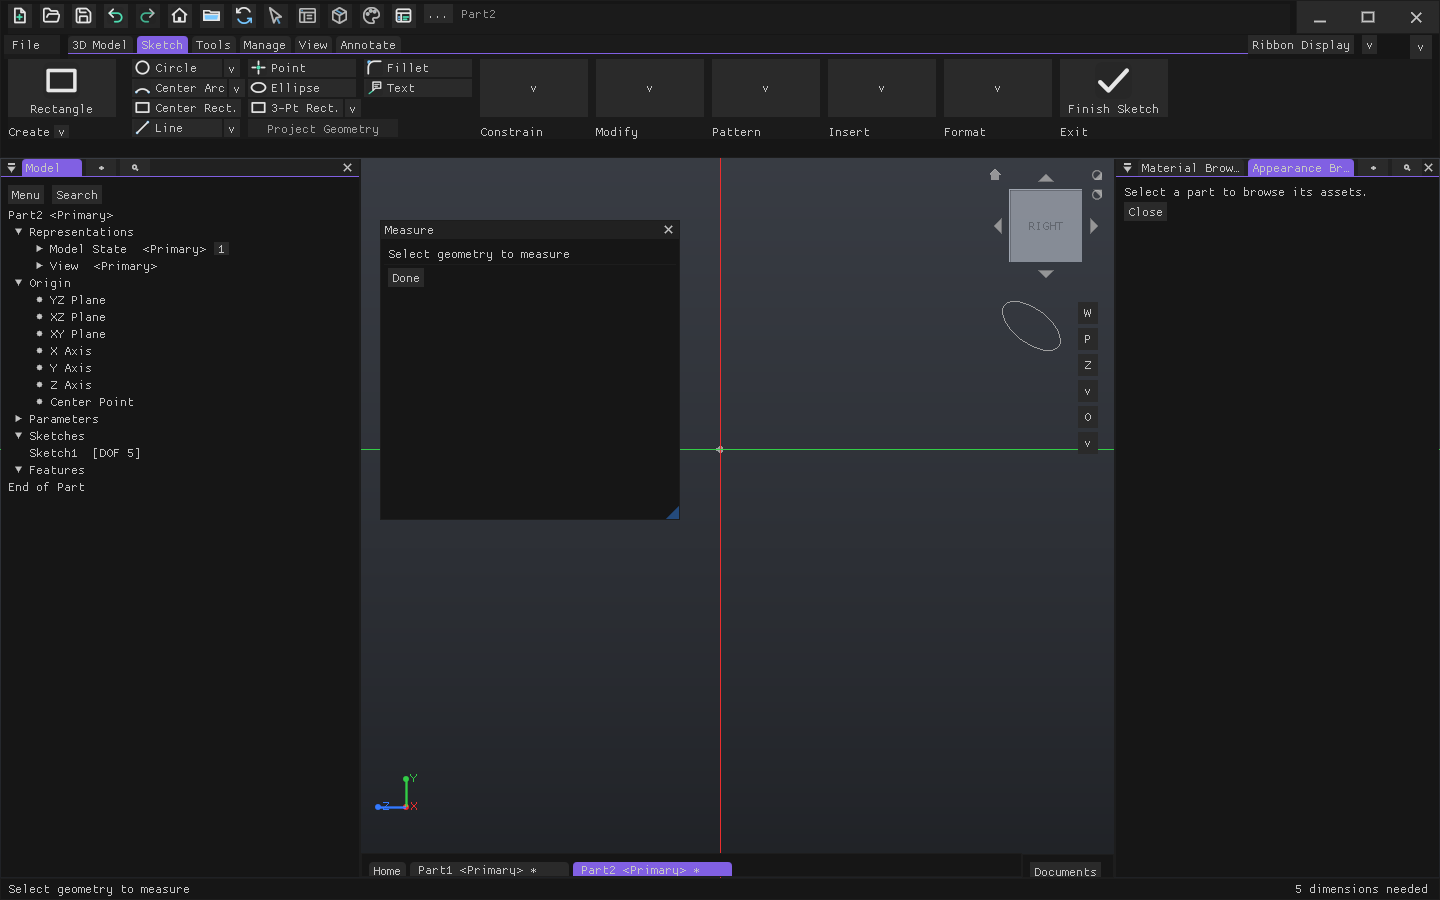 ... Part2
File 3D Model Sketch Tools Manage View Annotate Ribbon Display v v
Circle v Point Fillet
Center Arc v Ellipse Text
Rectangle Center Rect. 3-Pt Rect. v v v v v v Finish Sketch
Line v Project Geometry
Create v Constrain Modify Pattern Insert Format Exit
Model Material Brow… Appearance Br…
Menu Search
Select a part to browse its assets.
Close
Part2 <Primary>
Representations
Model State <Primary> 1
View <Primary>
Origin
YZ Plane
XZ Plane
XY Plane
X Axis
Y Axis
Z Axis
Center Point
Parameters
Sketches
Sketch1 [DOF 5]
Features
End of Part
Measure
Select geometry to measure
Done
RIGHT
W
P
Z
v
O
v
Y
Z X
Home Part1 <Primary> * Part2 <Primary> * Documents
Select geometry to measure 5 dimensions needed